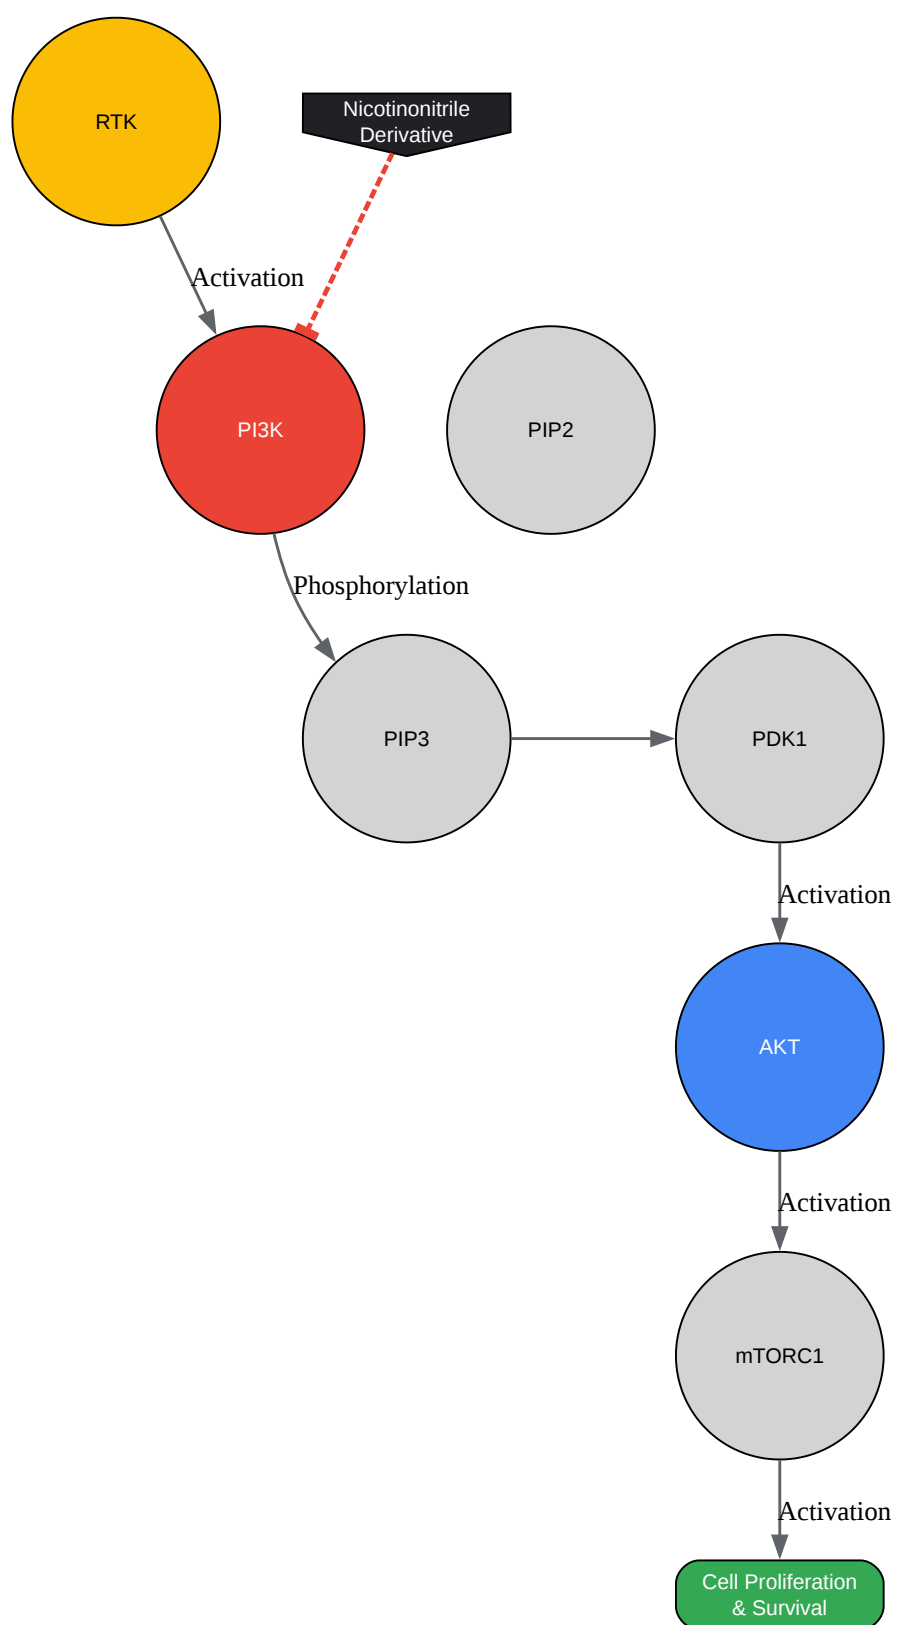 RTK
Nicotinonitrile
Derivative
Activation
PI3K
PIP2
Phosphorylation
PIP3
PDK1
Activation
AKT
Activation
mTORC1
Activation
Cell Proliferation
& Survival